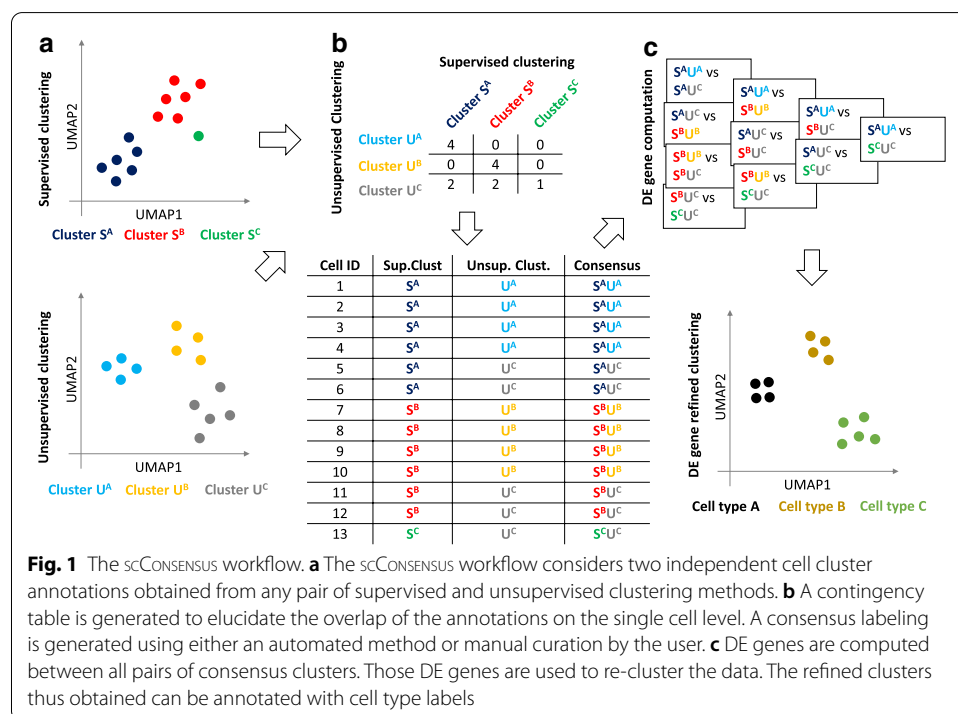 a
Supervised clustering
UMAP2
UMAP1
Cluster S^A Cluster S^B Cluster S^C
Unsupervised clustering
UMAP2
UMAP1
Cluster U^A Cluster U^B Cluster U^C
b
Supervised clustering
Unsupervised clustering
Cluster S^A Cluster S^B Cluster S^C
Cluster U^A 4 0 0
Cluster U^B 0 4 0
Cluster U^C 2 2 1
Cell ID Sup.Clust Unsup. Clust. Consensus
1 S^A U^A S^AU^A
2 S^A U^A S^AU^A
3 S^A U^A S^AU^A
4 S^A U^A S^AU^A
5 S^A U^C S^AU^C
6 S^A U^C S^AU^C
7 S^B U^B S^BU^B
8 S^B U^B S^BU^B
9 S^B U^B S^BU^B
10 S^B U^B S^BU^B
11 S^B U^C S^BU^C
12 S^B U^C S^BU^C
13 S^C U^C S^CU^C
c
DE gene computation
S^AU^A vs
S^AU^C
S^AU^C vs
S^BU^B
S^BU^B vs
S^BU^C
S^BU^C vs
S^CU^C
S^AU^A vs
S^BU^B
S^AU^C vs
S^BU^C
S^BU^B vs
S^CU^C
S^AU^A vs
S^BU^C
S^AU^C vs
S^CU^C
S^AU^A vs
S^CU^C
DE gene refined clustering
UMAP2
UMAP1
Cell type A Cell type B Cell type C
Fig. 1 The scConsensus workflow. a The scConsensus workflow considers two independent cell cluster
annotations obtained from any pair of supervised and unsupervised clustering methods. b A contingency
table is generated to elucidate the overlap of the annotations on the single cell level. A consensus labeling
is generated using either an automated method or manual curation by the user. c DE genes are computed
between all pairs of consensus clusters. Those DE genes are used to re-cluster the data. The refined clusters
thus obtained can be annotated with cell type labels